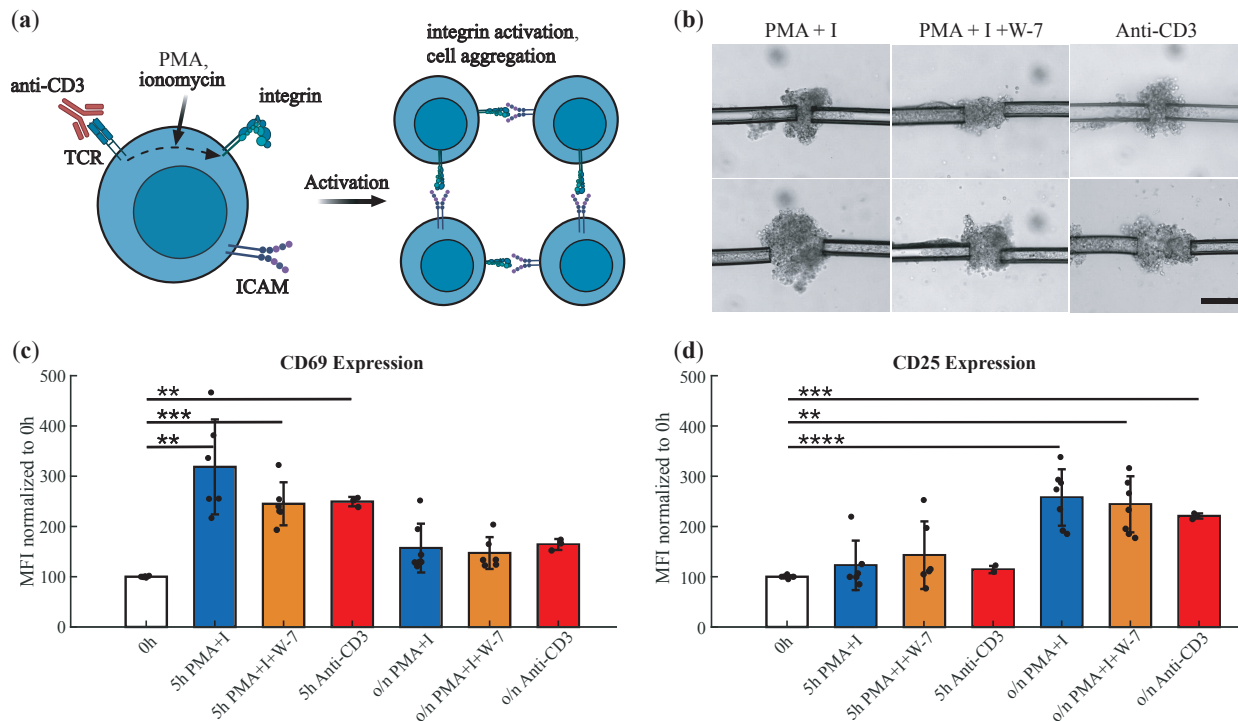 (a)
PMA,
ionomycin
anti-CD3
integrin
TCR
ICAM
Activation
integrin activation,
cell aggregation
(b)
PMA + I
PMA + I +W-7
Anti-CD3
(c)
CD69 Expression
MFI normalized to 0h
500
400
300
200
100
0
**
***
**
0h
5h PMA+I
5h PMA+I+W-7
5h Anti-CD3
o/n PMA+I
o/n PMA+I+W-7
o/n Anti-CD3
(d)
CD25 Expression
MFI normalized to 0h
500
400
300
200
100
0
***
**
****
0h
5h PMA+I
5h PMA+I+W-7
5h Anti-CD3
o/n PMA+I
o/n PMA+I+W-7
o/n Anti-CD3